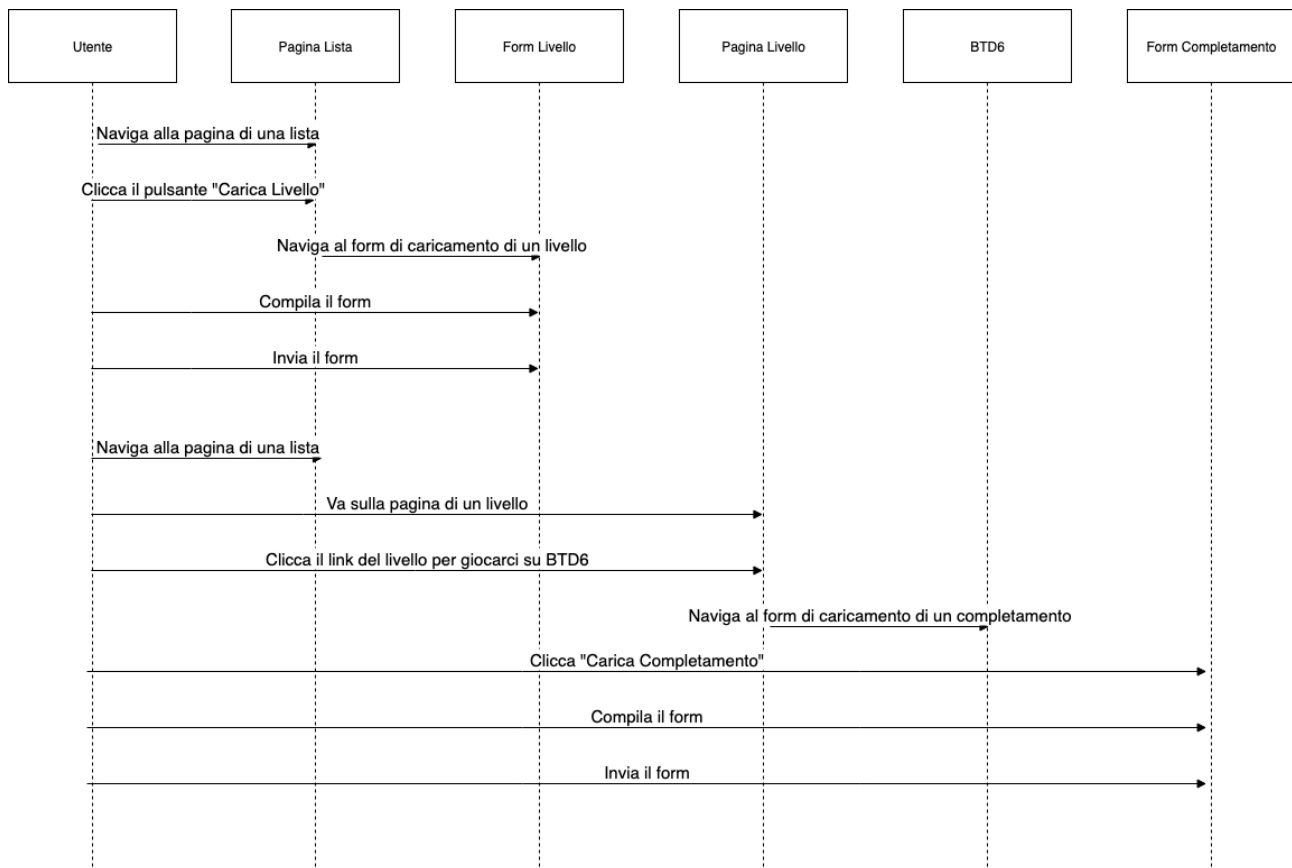 Utente
Pagina Lista
Form Livello
Pagina Livello
BTD6
Form Completamento
Naviga alla pagina di una lista
Clicca il pulsante "Carica Livello"
Naviga al form di caricamento di un livello
Compila il form
Invia il form
Naviga alla pagina di una lista
Va sulla pagina di un livello
Clicca il link del livello per giocarci su BTD6
Naviga al form di caricamento di un completamento
Clicca "Carica Completamento"
Compila il form
Invia il form